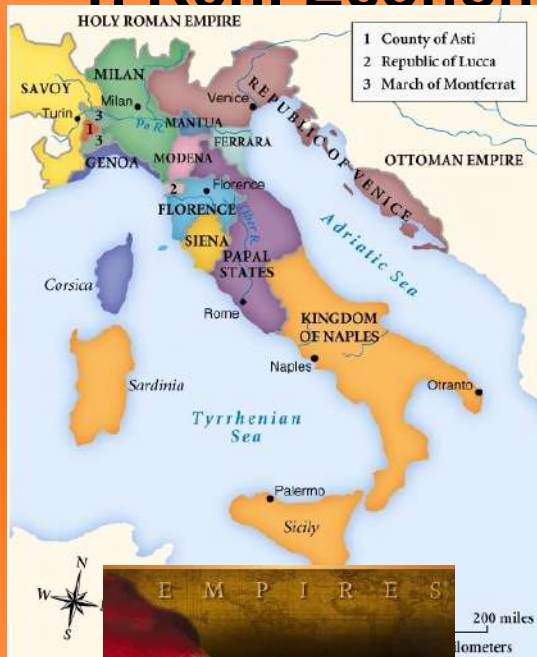 HOLY ROMAN EMPIRE
1 County of Asti
2 Republic of Lucca
3 March of Montferrat
SAVOY
MILAN
Milan
Turin
3
1
3
Po R.
Venice
MANTUA
REPUBLIC OF VENICE
FERRARA
GENOA
MODENA
OTTOMAN EMPIRE
2
Florence
FLORENCE
Tiber R.
SIENA
PAPAL
STATES
Adriatic Sea
Corsica
Rome
KINGDOM
OF NAPLES
Naples
Otranto
Sardinia
Tyrrhenian
Sea
Palermo
Sicily
N
W
S
EMPIRES
200 miles